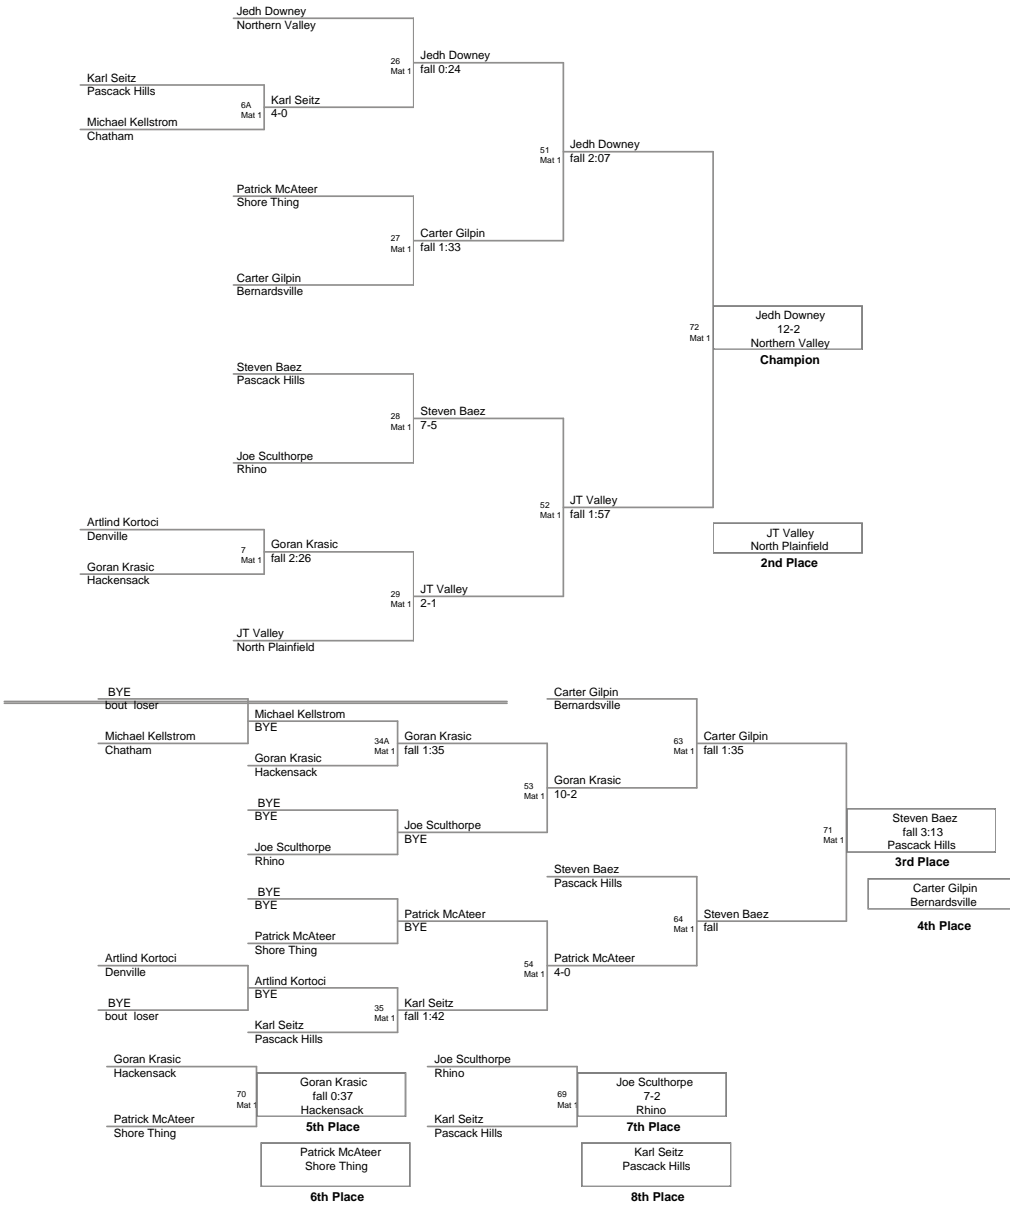 Jedh Downey
Northern Valley
26
Mat 1
Jedh Downey
fall 0:24
Karl Seitz
Pascack Hills
6A
Mat 1
Karl Seitz
4-0
Michael Kellstrom
Chatham
51
Mat 1
Jedh Downey
fall 2:07
Patrick McAteer
Shore Thing
27
Mat 1
Carter Gilpin
fall 1:33
Carter Gilpin
Bernardsville
72
Mat 1
Jedh Downey
12-2
Northern Valley
Champion
Steven Baez
Pascack Hills
28
Mat 1
Steven Baez
7-5
Joe Sculthorpe
Rhino
52
Mat 1
JT Valley
fall 1:57
Artlind Kortoci
Denville
7
Mat 1
Goran Krasic
fall 2:26
Goran Krasic
Hackensack
JT Valley
North Plainfield
2nd Place
29
Mat 1
JT Valley
2-1
JT Valley
North Plainfield
BYE
bout loser
Michael Kellstrom
BYE
Michael Kellstrom
Chatham
34A
Mat 1
Goran Krasic
fall 1:35
Goran Krasic
Hackensack
Carter Gilpin
Bernardsville
63
Mat 1
Carter Gilpin
fall 1:35
53
Mat 1
Goran Krasic
10-2
BYE
BYE
Joe Sculthorpe
BYE
Joe Sculthorpe
Rhino
71
Mat 1
Steven Baez
fall 3:13
Pascack Hills
3rd Place
Steven Baez
Pascack Hills
Carter Gilpin
Bernardsville
4th Place
BYE
BYE
Patrick McAteer
BYE
Patrick McAteer
Shore Thing
64
Mat 1
Steven Baez
fall
54
Mat 1
Patrick McAteer
4-0
Artlind Kortoci
Denville
Artlind Kortoci
BYE
BYE
bout loser
35
Mat 1
Karl Seitz
fall 1:42
Karl Seitz
Pascack Hills
Goran Krasic
Hackensack
70
Mat 1
Goran Krasic
fall 0:37
Hackensack
5th Place
Patrick McAteer
Shore Thing
Patrick McAteer
Shore Thing
6th Place
Joe Sculthorpe
Rhino
69
Mat 1
Joe Sculthorpe
7-2
Rhino
7th Place
Karl Seitz
Pascack Hills
Karl Seitz
Pascack Hills
8th Place